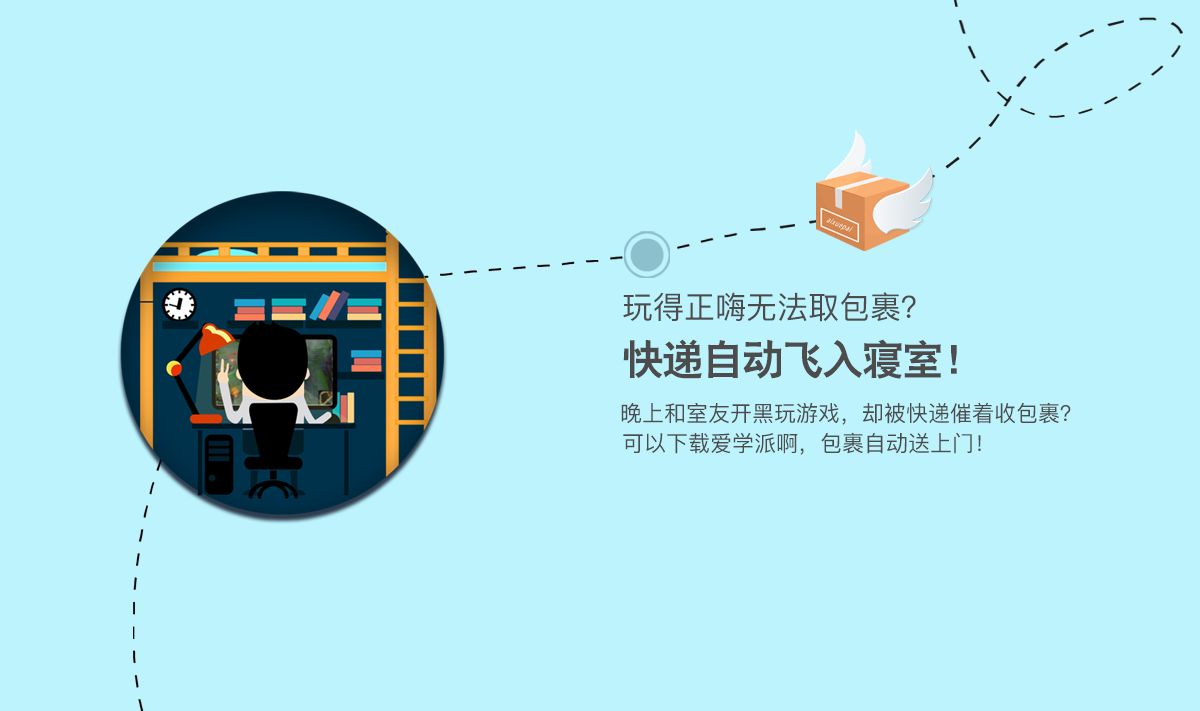 aixuepai
玩得正嗨无法取包裹？
快递自动飞入寝室！
晚上和室友开黑玩游戏，却被快递催着收包裹？
可以下载爱学派啊，包裹自动送上门！